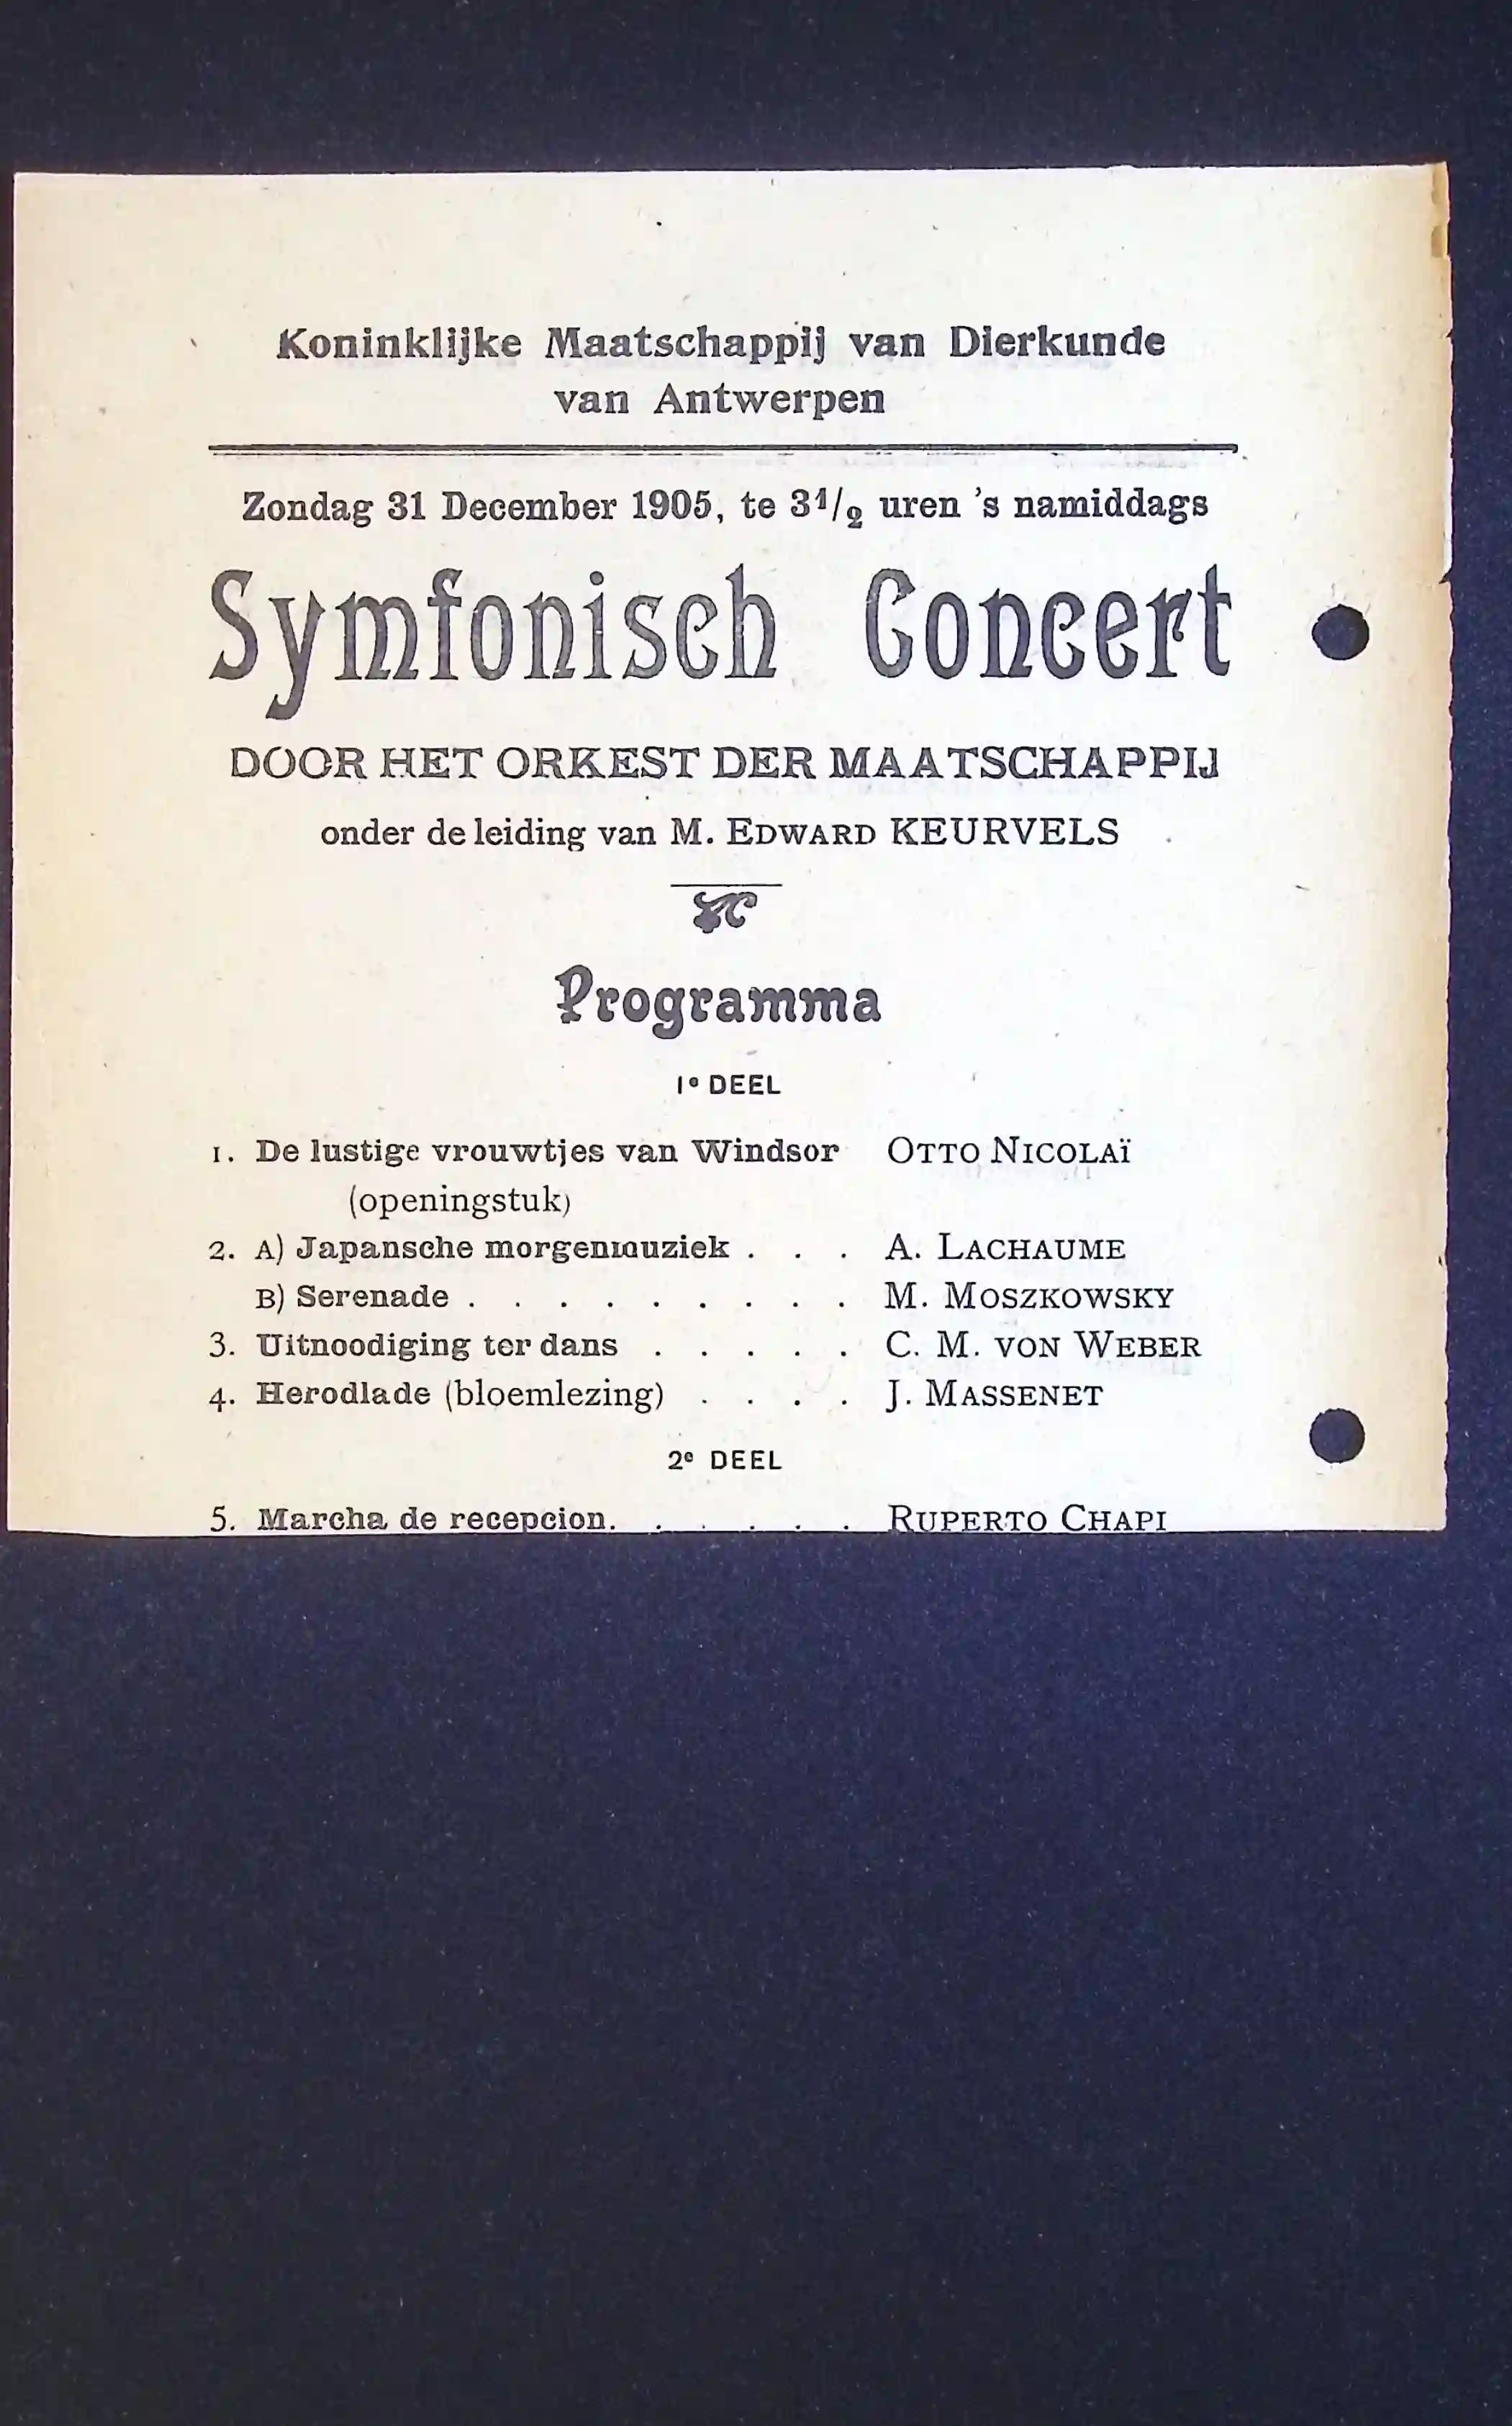 Koninklijke Maatschappij van Dierkunde
van Antwerpen
Zondag 31 December 1905, te 3 1/2 uren 's namiddags
Symfonisch Concert
DOOR HET ORKEST DER MAATSCHAPPIJ
onder de leiding van M. EDWARD KEURVELS
Programma
1e DEEL
1. De lustige vrouwtjes van Windsor OTTO NICOLAÏ
(openingstuk)
2. A) Japansche morgenmuziek . . . A. LACHAUME
B) Serenade . . . . . . . . . M. MOSZKOWSKY
3. Uitnoodiging ter dans . . . . . C. M. VON WEBER
4. Herodlade (bloemlezing) . . . . J. MASSENET
2e DEEL
5. Marcha de recepcion. . . . . . RUPERTO CHAPI